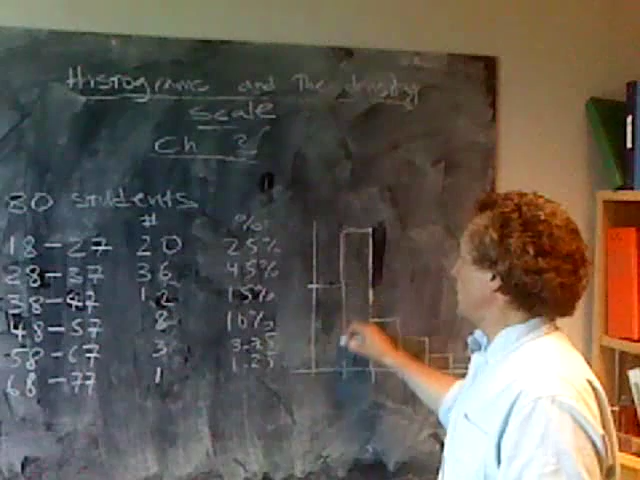 Histograms and The density
scale
Ch 3
80 students
# %
18-27 20 25%
28-37 36 45%
38-47 12 15%
48-57 8 10%
58-67 3 3.75
68-77 1 1.25